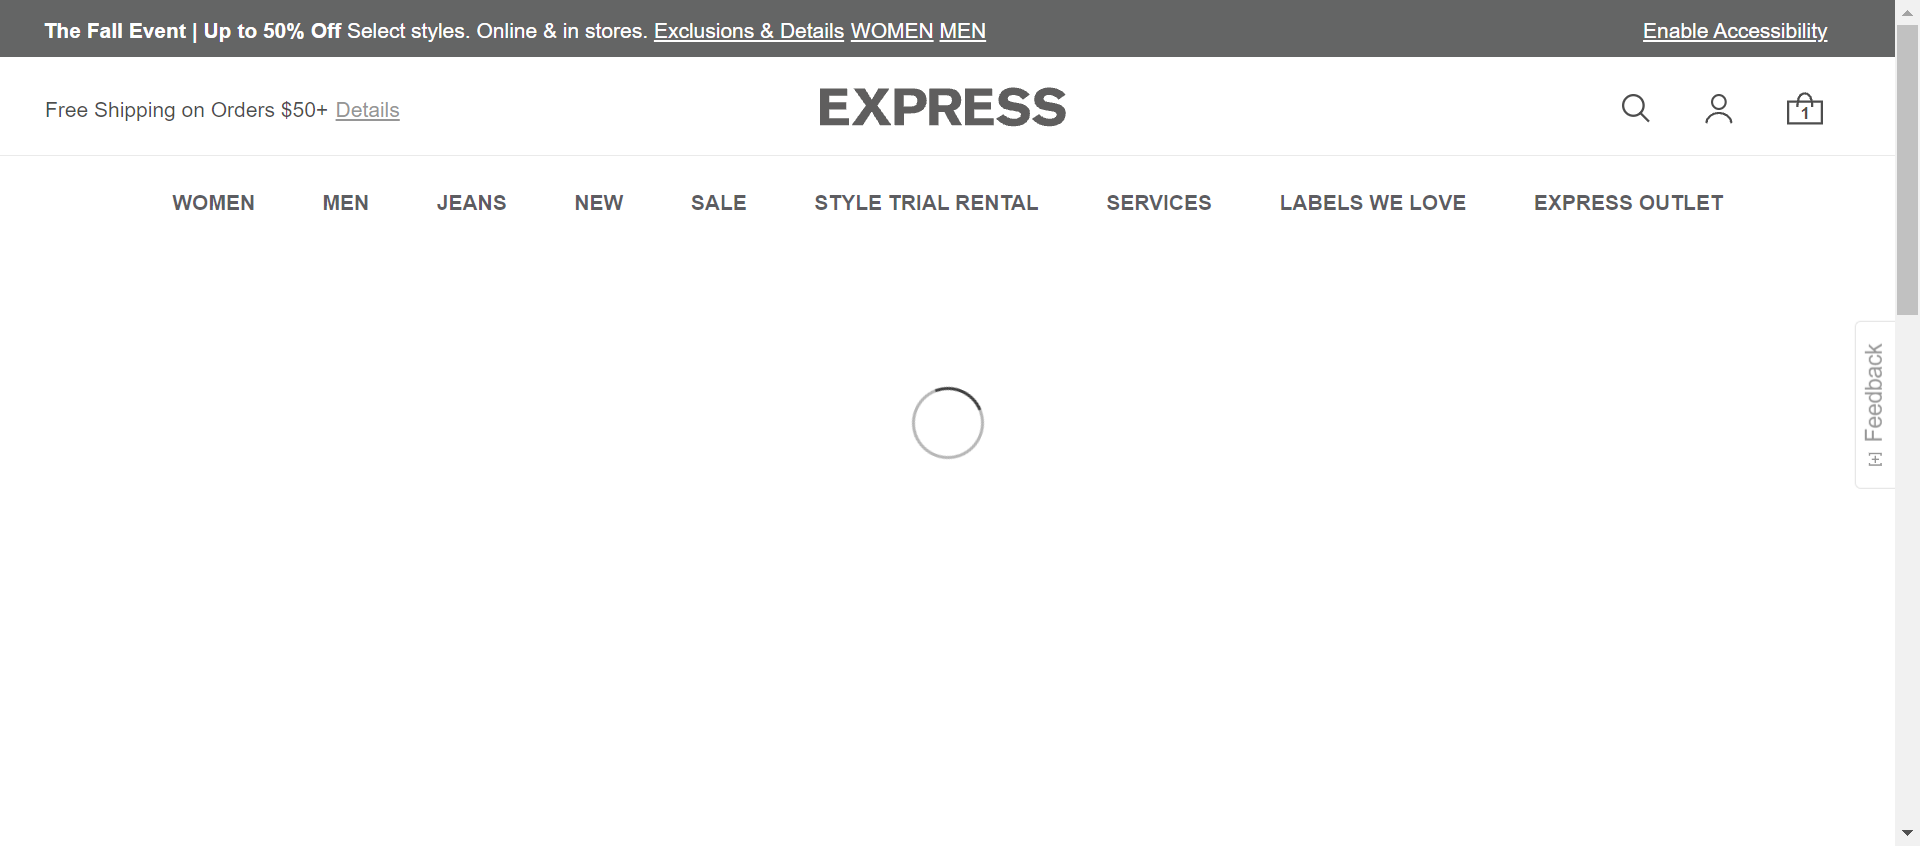 The Fall Event | Up to 50% Off Select styles. Online & in stores. Exclusions & Details WOMEN MEN
Enable Accessibility
Free Shipping on Orders $50+ Details
EXPRESS
1
WOMEN
MEN
JEANS
NEW
SALE
STYLE TRIAL RENTAL
SERVICES
LABELS WE LOVE
EXPRESS OUTLET
[+] Feedback